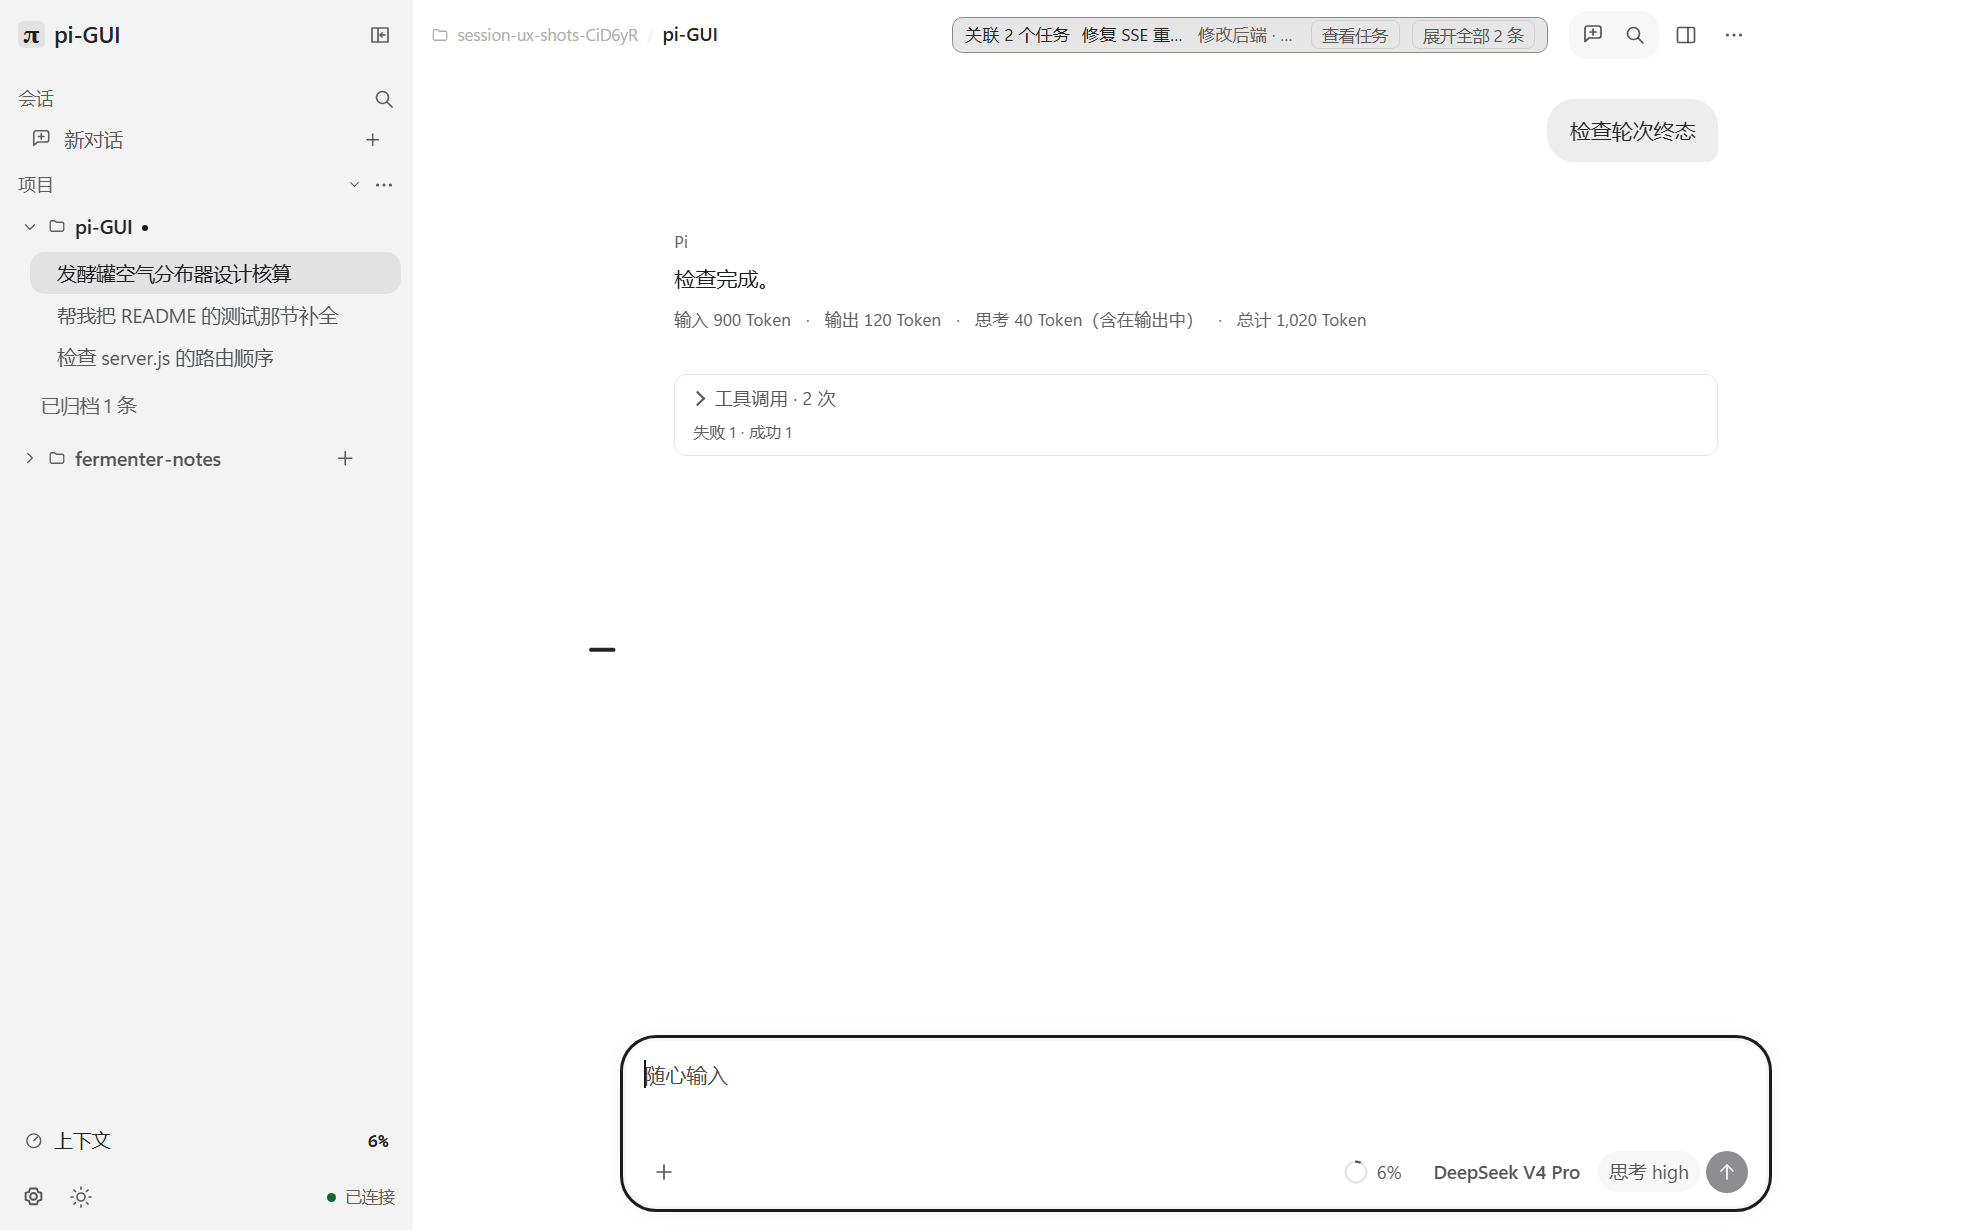 π pi-GUI
会话
新对话
项目
pi-GUI
发酵罐空气分布器设计核算
帮我把 README 的测试那节补全
检查 server.js 的路由顺序
已归档 1 条
fermenter-notes
上下文 6%
已连接
session-ux-shots-CiD6yR / pi-GUI
关联 2 个任务 修复 SSE 重... 修改后端 · ... 查看任务 展开全部 2 条
检查轮次终态
Pi
检查完成。
输入 900 Token · 输出 120 Token · 思考 40 Token（含在输出中） · 总计 1,020 Token
工具调用 · 2 次
失败 1 · 成功 1
随心输入
6% DeepSeek V4 Pro 思考 high